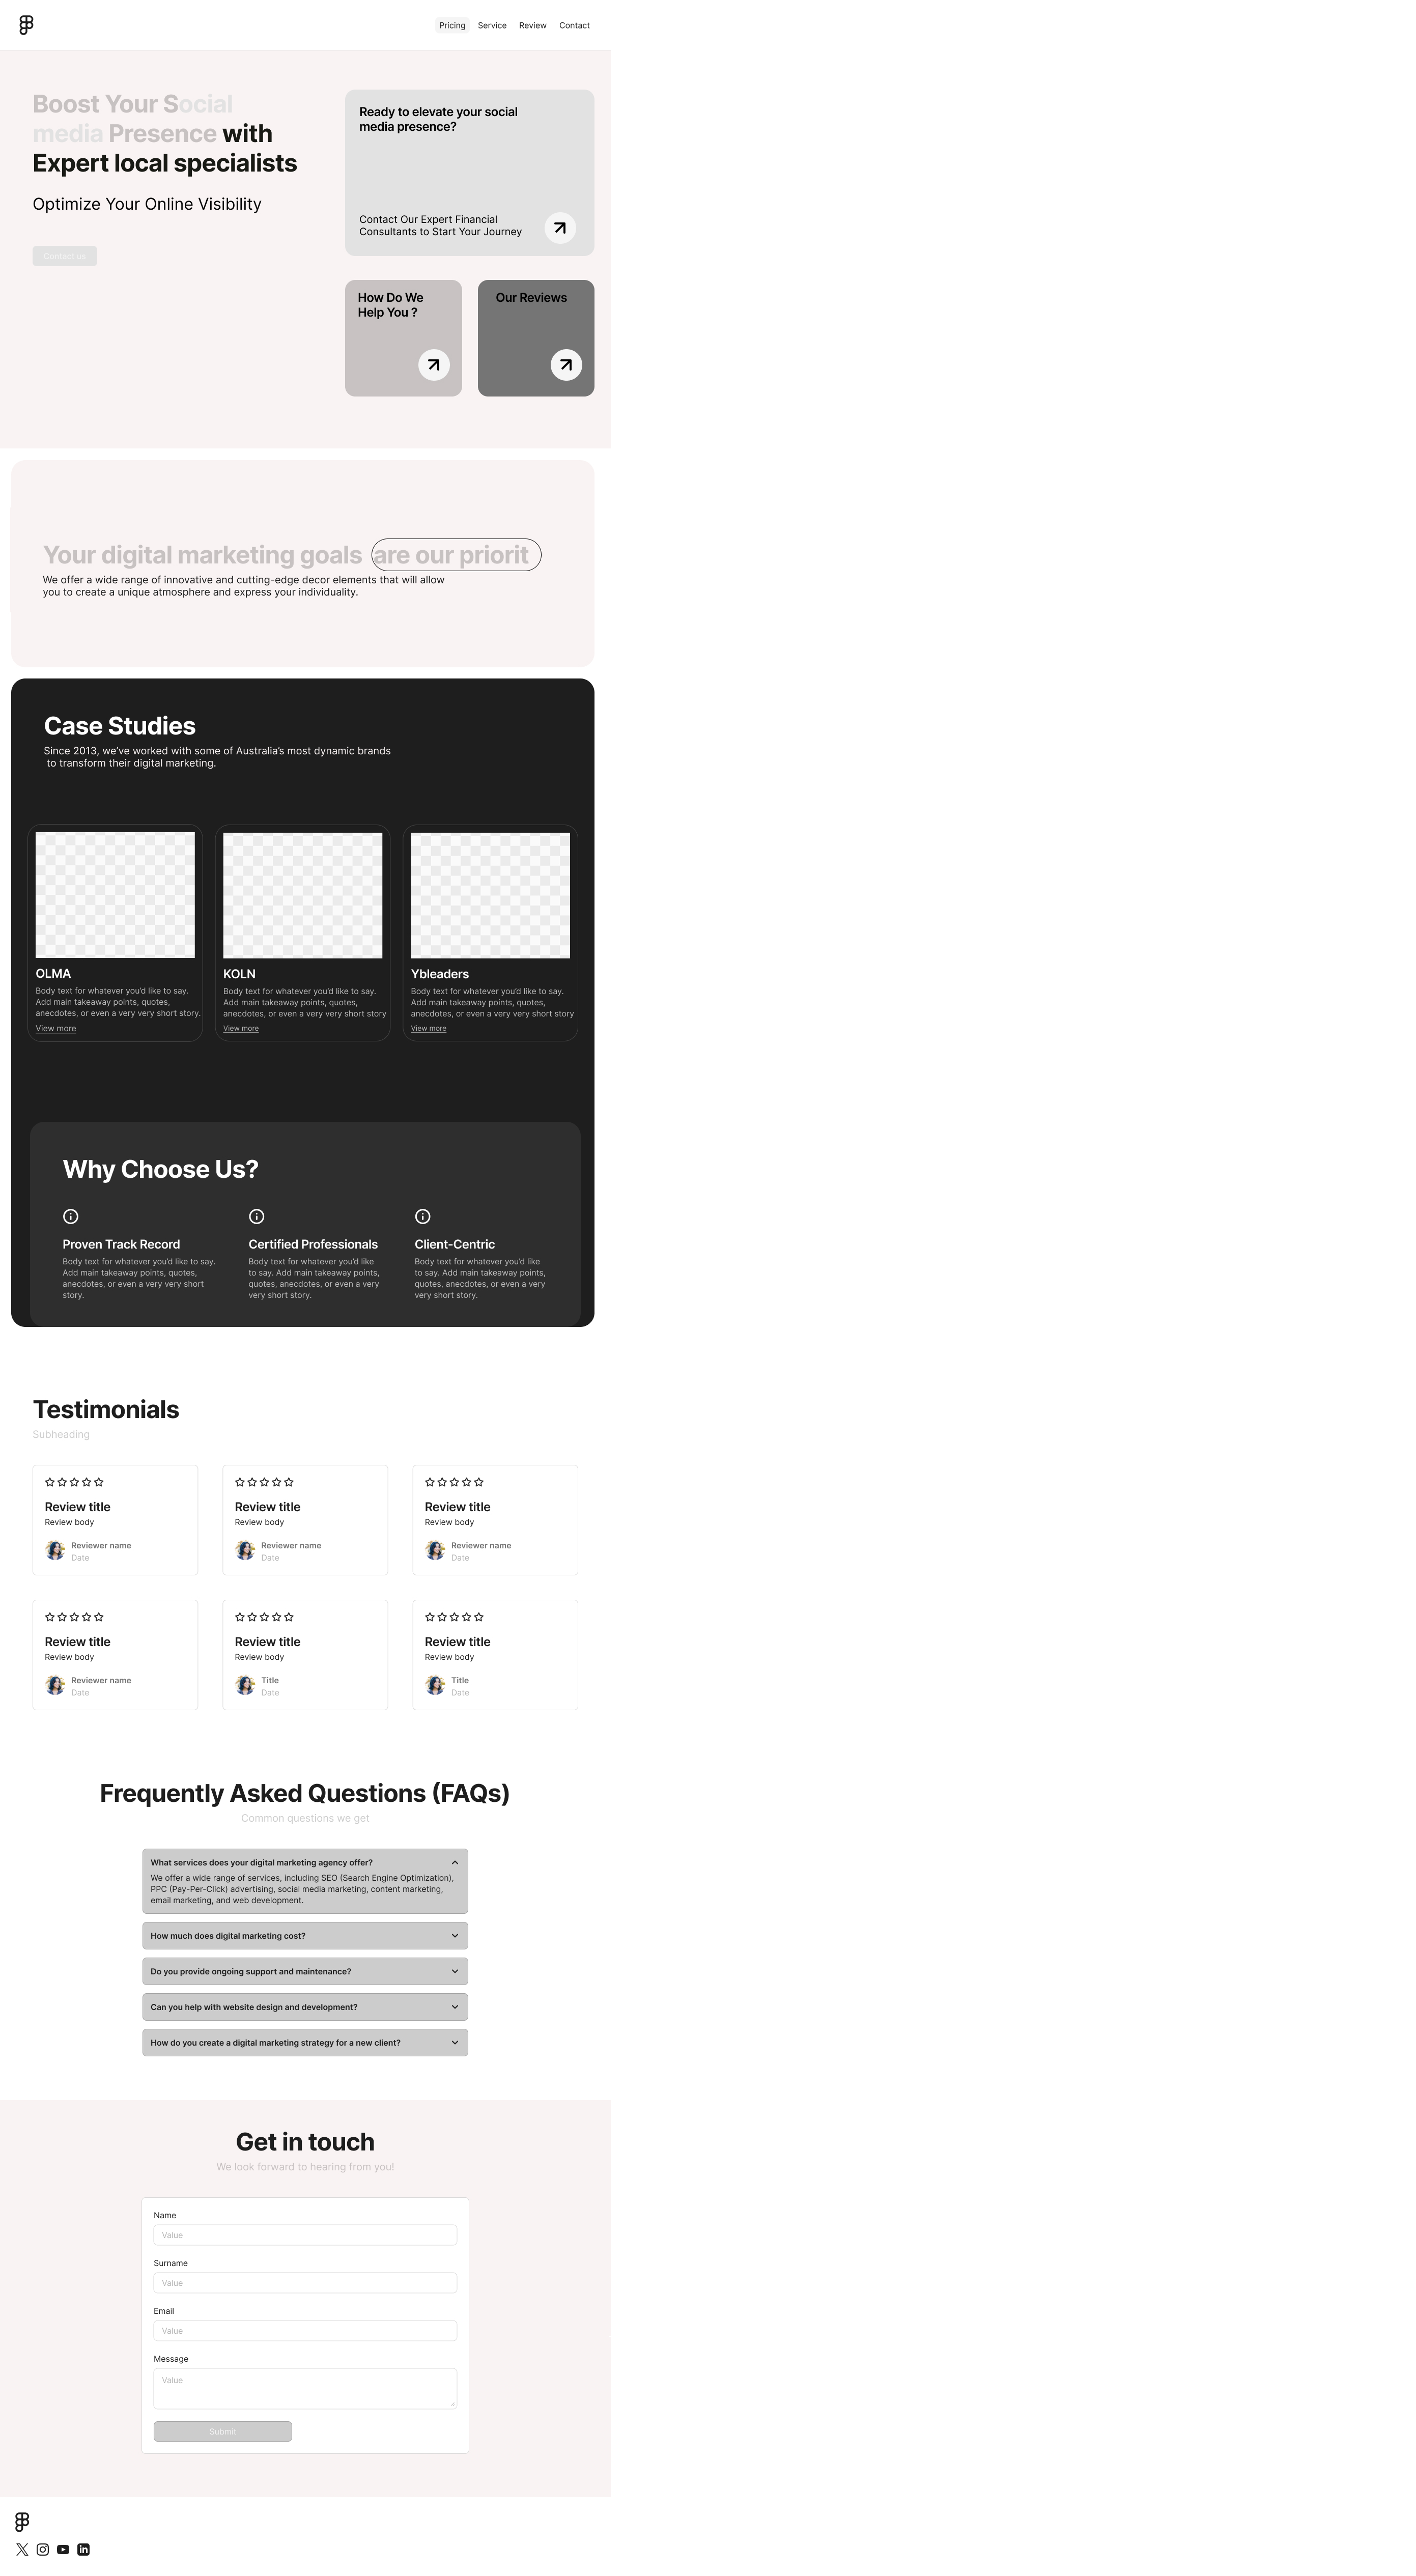 Pricing
Service
Review
Contact
Boost Your Social
media Presence with
Expert local specialists
Optimize Your Online Visibility
Contact us
Ready to elevate your social
media presence?
Contact Our Expert Financial
Consultants to Start Your Journey
How Do We
Help You ?
Our Reviews
Your digital marketing goals are our priorit
We offer a wide range of innovative and cutting-edge decor elements that will allow
you to create a unique atmosphere and express your individuality.
Case Studies
Since 2013, we've worked with some of Australia's most dynamic brands
to transform their digital marketing.
OLMA
Body text for whatever you'd like to say.
Add main takeaway points, quotes,
anecdotes, or even a very very short story.
View more
KOLN
Body text for whatever you'd like to say.
Add main takeaway points, quotes,
anecdotes, or even a very very short story
View more
Ybleaders
Body text for whatever you'd like to say.
Add main takeaway points, quotes,
anecdotes, or even a very very short story
View more
Why Choose Us?
Proven Track Record
Body text for whatever you'd like to say.
Add main takeaway points, quotes,
anecdotes, or even a very very short
story.
Certified Professionals
Body text for whatever you'd like
to say. Add main takeaway points,
quotes, anecdotes, or even a very
very short story.
Client-Centric
Body text for whatever you'd like
to say. Add main takeaway points,
quotes, anecdotes, or even a very
very short story.
Testimonials
Subheading
Review title
Review body
Reviewer name
Date
Review title
Review body
Reviewer name
Date
Review title
Review body
Reviewer name
Date
Review title
Review body
Reviewer name
Date
Review title
Review body
Title
Date
Review title
Review body
Title
Date
Frequently Asked Questions (FAQs)
Common questions we get
What services does your digital marketing agency offer?
We offer a wide range of services, including SEO (Search Engine Optimization),
PPC (Pay-Per-Click) advertising, social media marketing, content marketing,
email marketing, and web development.
How much does digital marketing cost?
Do you provide ongoing support and maintenance?
Can you help with website design and development?
How do you create a digital marketing strategy for a new client?
Get in touch
We look forward to hearing from you!
Name
Value
Surname
Value
Email
Value
Message
Value
Submit